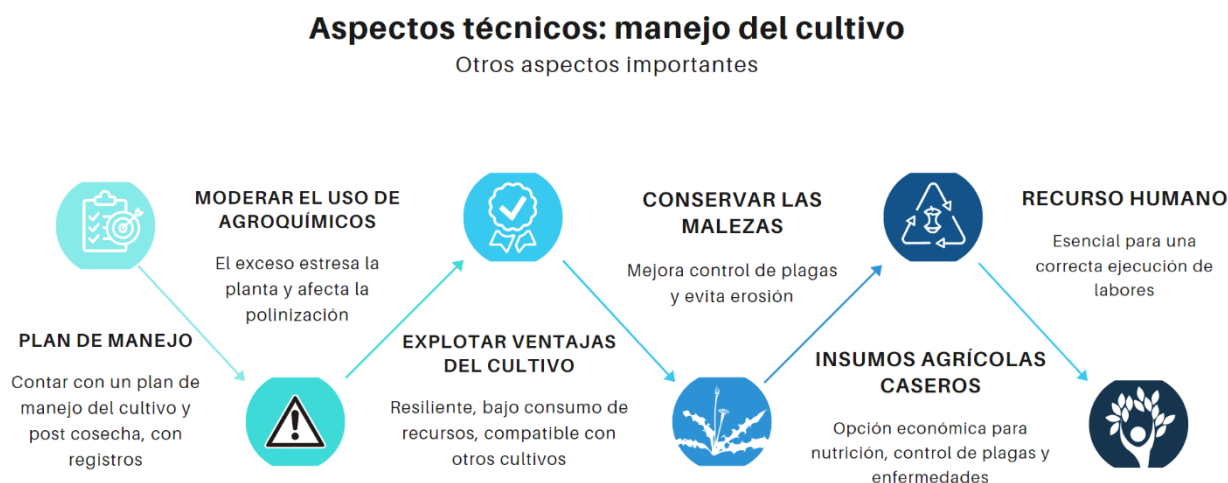 Aspectos técnicos: manejo del cultivo
Otros aspectos importantes
PLAN DE MANEJO
Contar con un plan de
manejo del cultivo y
post cosecha, con
registros
MODERAR EL USO DE
AGROQUÍMICOS
El exceso estresa la
planta y afecta la
polinización
EXPLOTAR VENTAJAS
DEL CULTIVO
Resiliente, bajo consumo de
recursos, compatible con
otros cultivos
CONSERVAR LAS
MALEZAS
Mejora control de plagas
y evita erosión
INSUMOS AGRÍCOLAS
CASEROS
Opción económica para
nutrición, control de plagas y
enfermedades
RECURSO HUMANO
Esencial para una
correcta ejecución de
labores